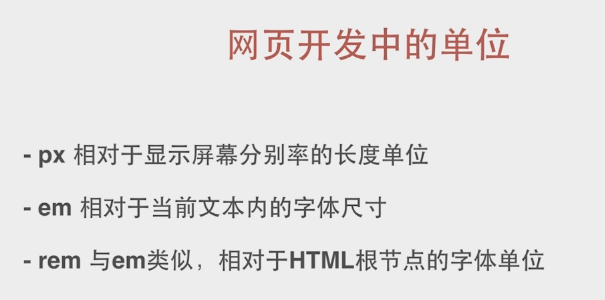 网页开发中的单位
- px 相对于显示屏幕分别率的长度单位
- em 相对于当前文本内的字体尺寸
- rem 与em类似，相对于HTML根节点的字体单位